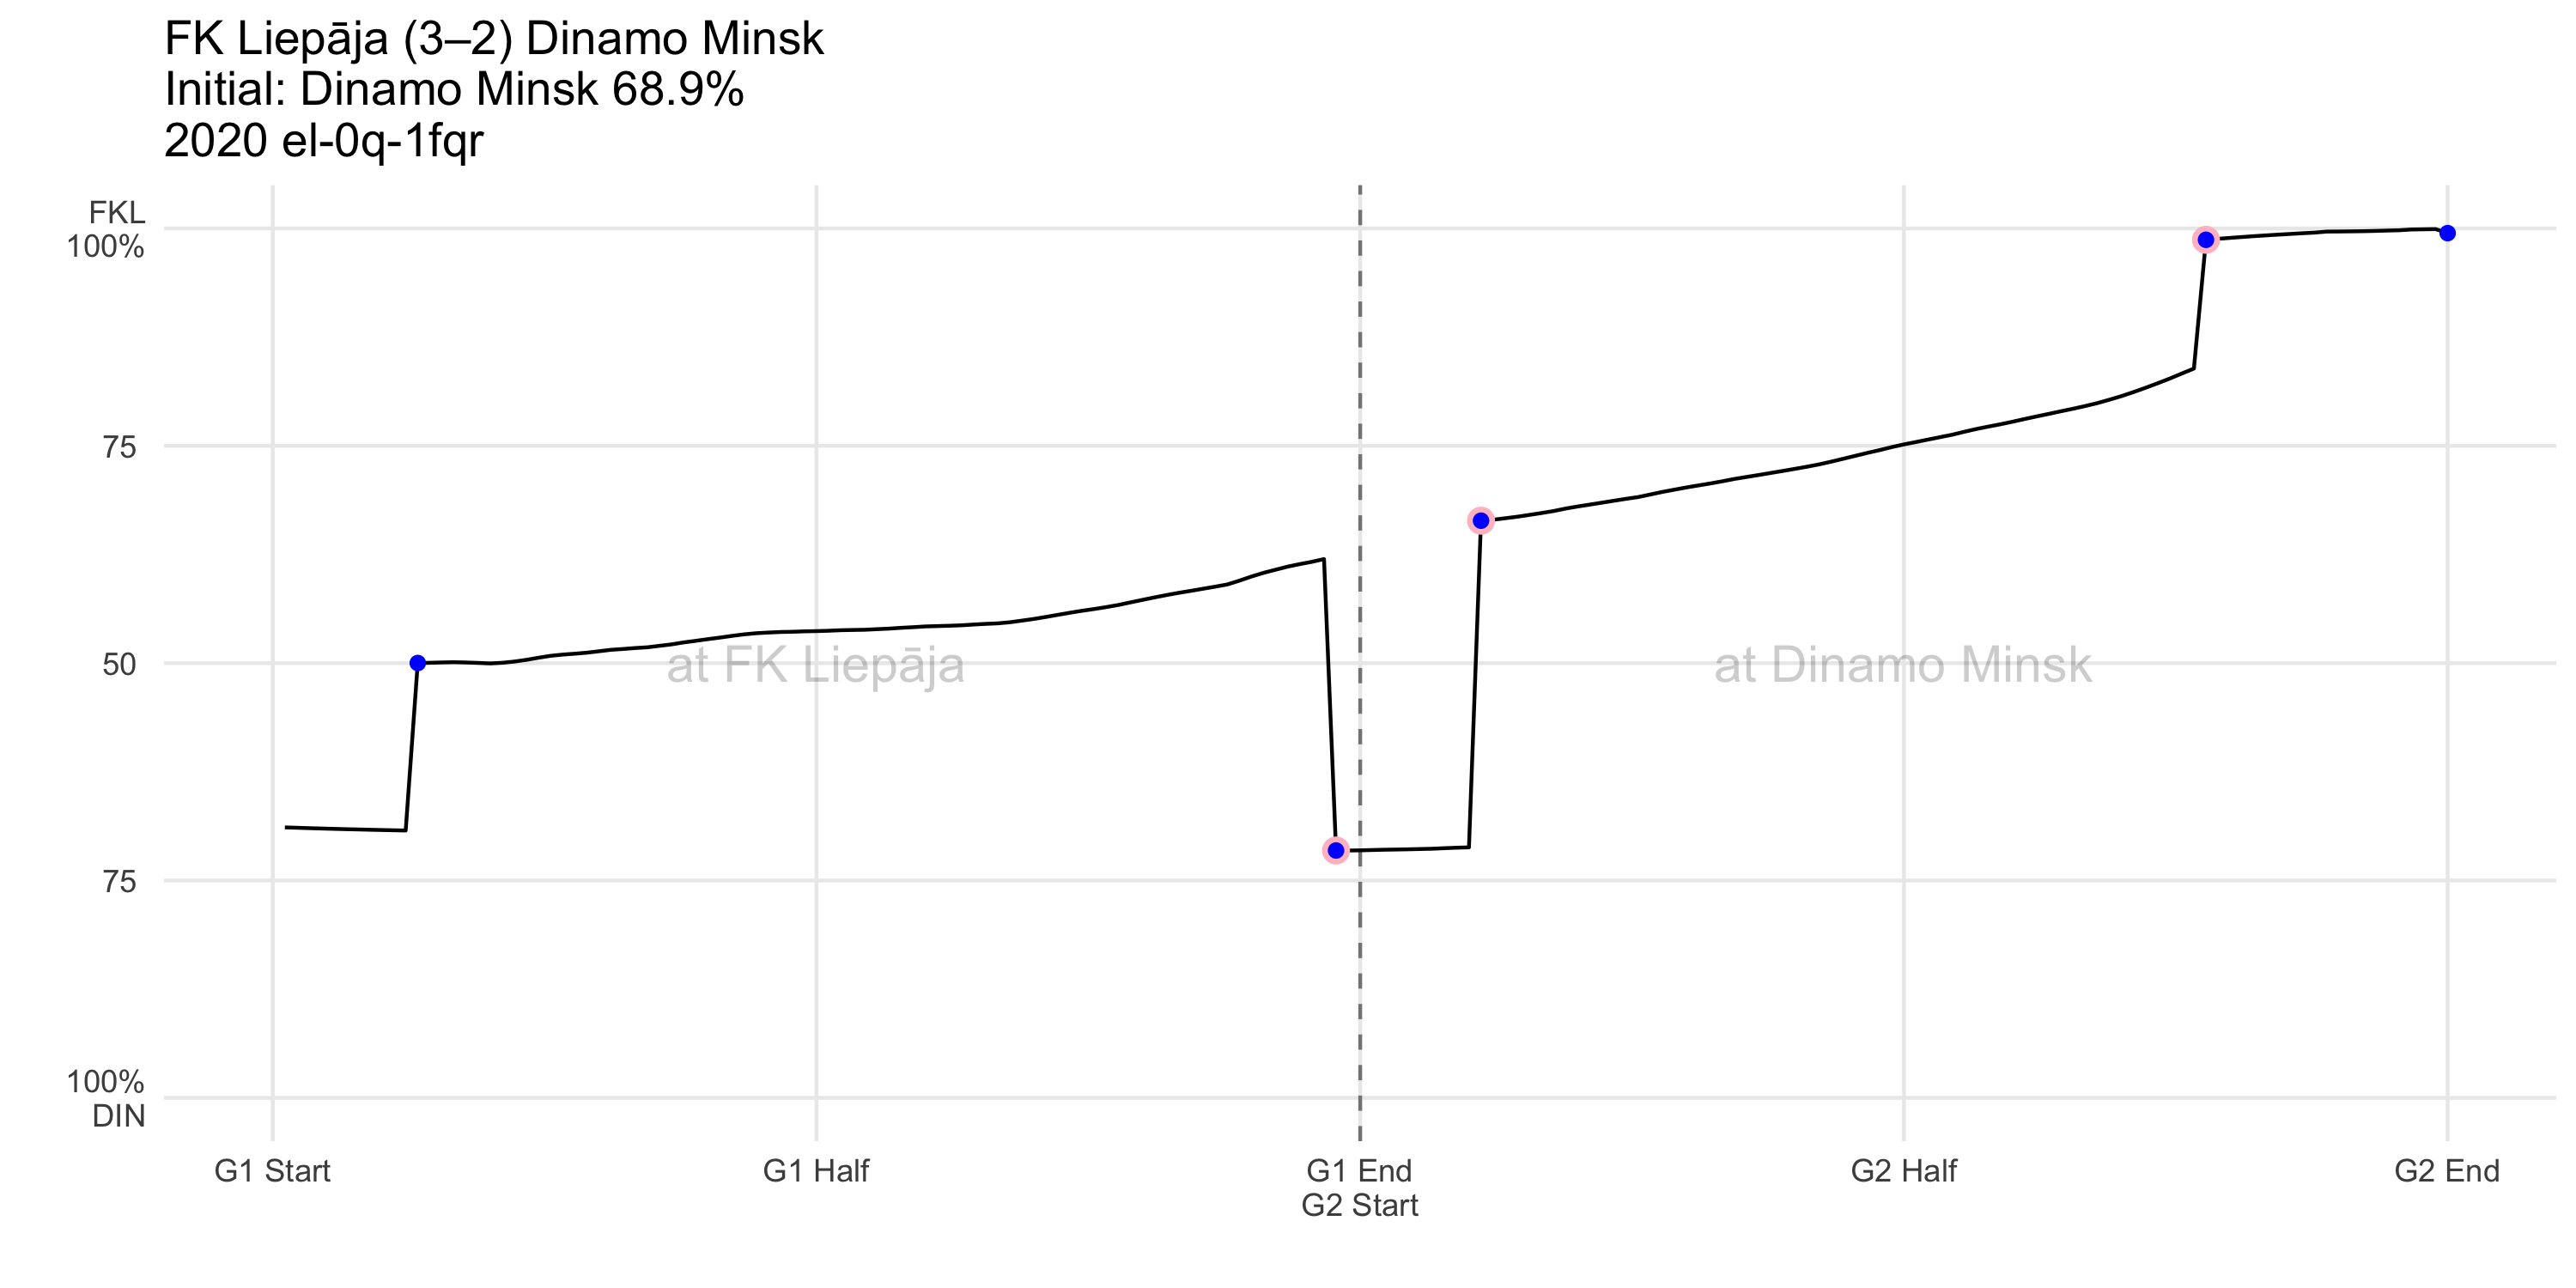 FK Liepāja (3–2) Dinamo Minsk
Initial: Dinamo Minsk 68.9%
2020 el-0q-1fqr
FKL
100%
75
50
75
100%
DIN
at FK Liepāja
at Dinamo Minsk
G1 Start
G1 Half
G1 End
G2 Start
G2 Half
G2 End